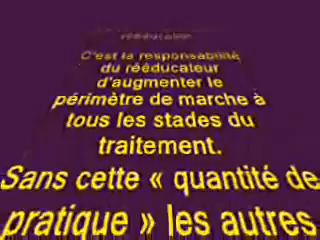 rééducation
C'est la responsabilité
du rééducateur
d'augmenter le
périmètre de marche à
tous les stades du
traitement.
Sans cette « quantité de
pratique » les autres